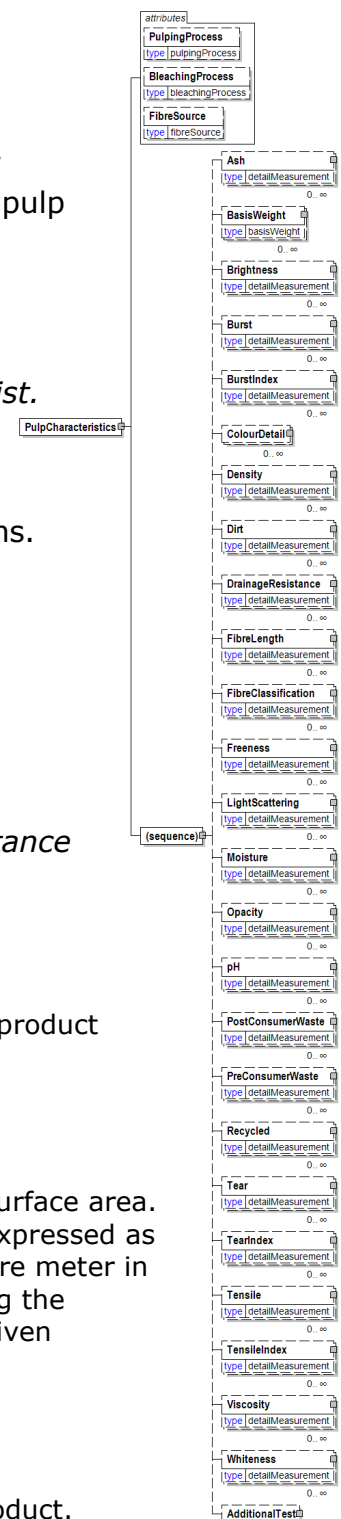 attributes
PulpingProcess
type pulpingProcess
BleachingProcess
type bleachingProcess
FibreSource
type fibreSource
pulp
ist.
ns.
tance
product
urface area.
expressed as
re meter in
g the
iven
oduct.
PulpCharacteristics
(sequence)
Ash
type detailMeasurement
0.. ∞
BasisWeight
type basisWeight
0.. ∞
Brightness
type detailMeasurement
0.. ∞
Burst
type detailMeasurement
0.. ∞
BurstIndex
type detailMeasurement
0.. ∞
ColourDetail
0.. ∞
Density
type detailMeasurement
0.. ∞
Dirt
type detailMeasurement
0.. ∞
DrainageResistance
type detailMeasurement
0.. ∞
FibreLength
type detailMeasurement
0.. ∞
FibreClassification
type detailMeasurement
0.. ∞
Freeness
type detailMeasurement
0.. ∞
LightScattering
type detailMeasurement
0.. ∞
Moisture
type detailMeasurement
0.. ∞
Opacity
type detailMeasurement
0.. ∞
pH
type detailMeasurement
0.. ∞
PostConsumerWaste
type detailMeasurement
0.. ∞
PreConsumerWaste
type detailMeasurement
0.. ∞
Recycled
type detailMeasurement
0.. ∞
Tear
type detailMeasurement
0.. ∞
TearIndex
type detailMeasurement
0.. ∞
Tensile
type detailMeasurement
0.. ∞
TensileIndex
type detailMeasurement
0.. ∞
Viscosity
type detailMeasurement
0.. ∞
Whiteness
type detailMeasurement
0.. ∞
AdditionalTest